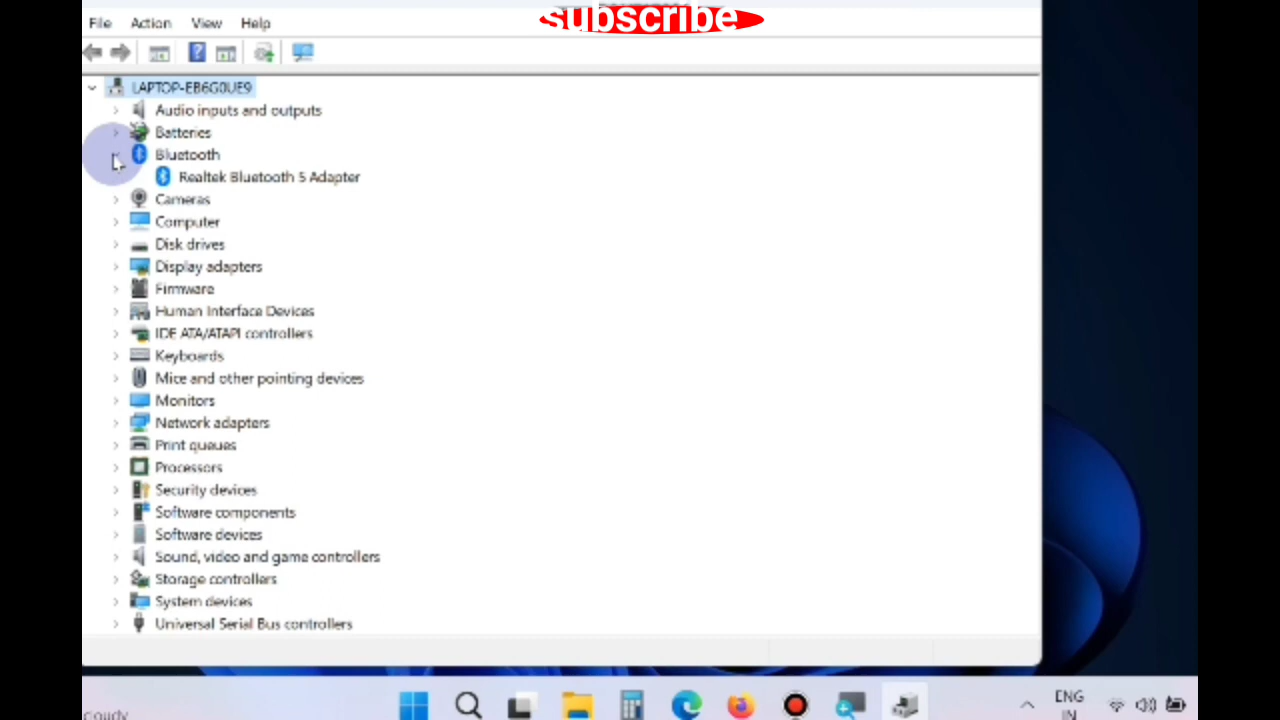 subscribe
File Action View Help
LAPTOP-EB6G0UE9
Audio inputs and outputs
Batteries
Bluetooth
Realtek Bluetooth 5 Adapter
Cameras
Computer
Disk drives
Display adapters
Firmware
Human Interface Devices
IDE ATA/ATAPI controllers
Keyboards
Mice and other pointing devices
Monitors
Network adapters
Print queues
Processors
Security devices
Software components
Software devices
Sound, video and game controllers
Storage controllers
System devices
Universal Serial Bus controllers
ENG
IN